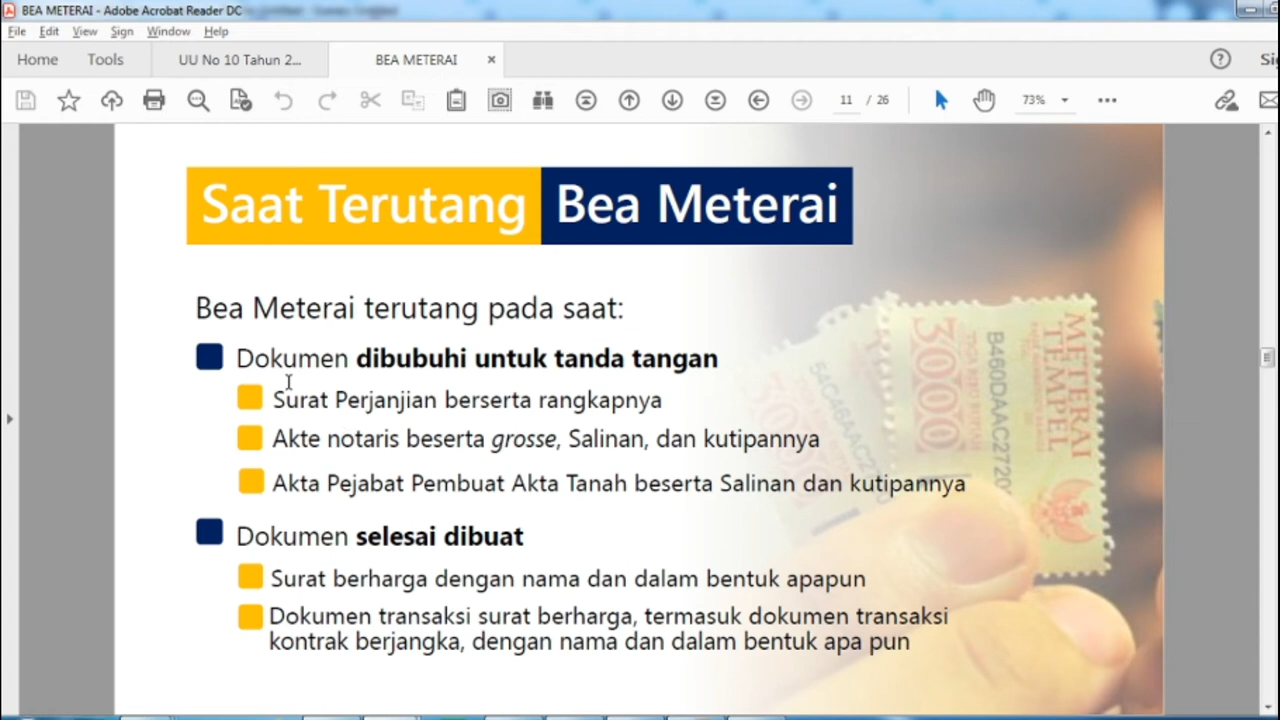 BEA METERAI - Adobe Acrobat Reader DC
File Edit View Sign Window Help
Home Tools UU No 10 Tahun 2... BEA METERAI ×
11 / 26 73%
Saat Terutang Bea Meterai
Bea Meterai terutang pada saat:
Dokumen dibubuhi untuk tanda tangan
Surat Perjanjian berserta rangkapnya
Akte notaris beserta grosse, Salinan, dan kutipannya
Akta Pejabat Pembuat Akta Tanah beserta Salinan dan kutipannya
Dokumen selesai dibuat
Surat berharga dengan nama dan dalam bentuk apapun
Dokumen transaksi surat berharga, termasuk dokumen transaksi
kontrak berjangka, dengan nama dan dalam bentuk apa pun
METERAI
TEMPEL
3000